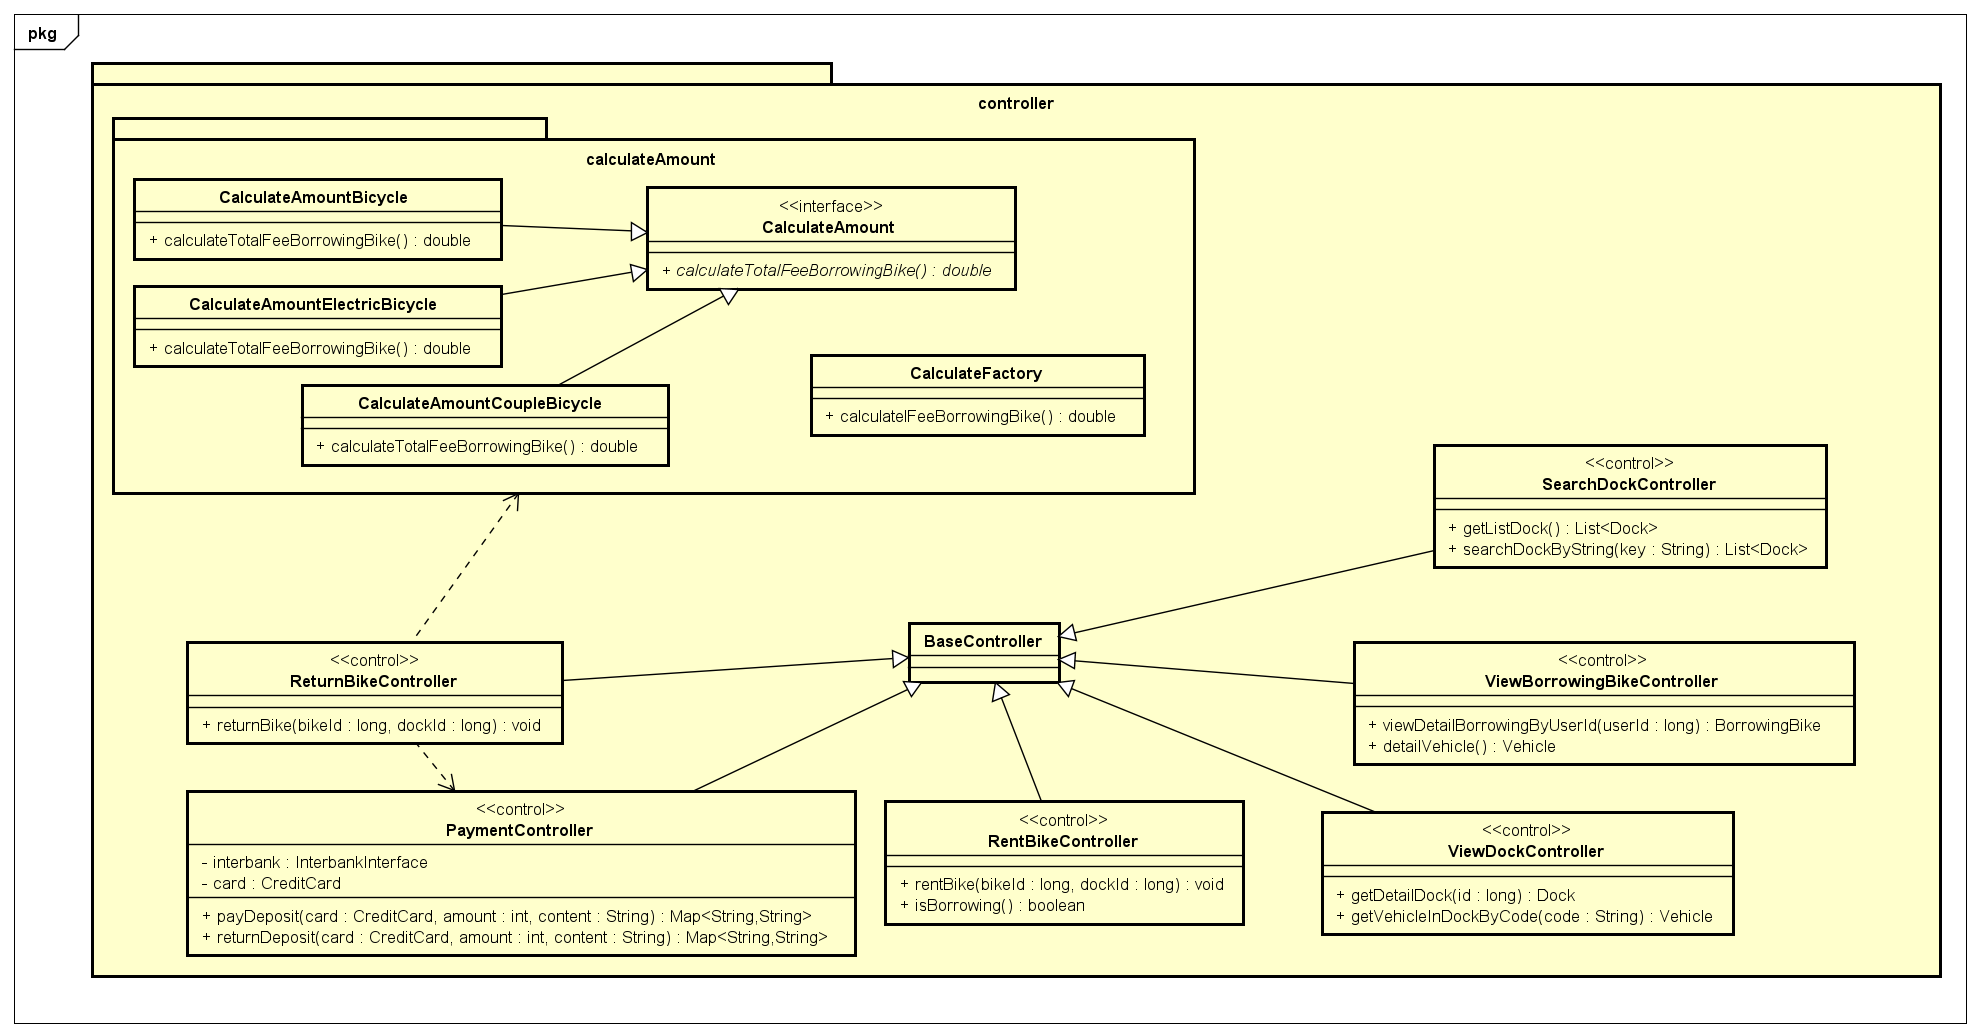 pkg
controller
calculateAmount
CalculateAmountBicycle
+ calculateTotalFeeBorrowingBike() : double
<<interface>>
CalculateAmount
+ calculateTotalFeeBorrowingBike() : double
CalculateAmountElectricBicycle
+ calculateTotalFeeBorrowingBike() : double
CalculateAmountCoupleBicycle
+ calculateTotalFeeBorrowingBike() : double
CalculateFactory
+ calculatelFeeBorrowingBike() : double
<<control>>
SearchDockController
+ getListDock() : List<Dock>
+ searchDockByString(key : String) : List<Dock>
BaseController
<<control>>
ReturnBikeController
+ returnBike(bikeId : long, dockId : long) : void
<<control>>
ViewBorrowingBikeController
+ viewDetailBorrowingByUserId(userId : long) : BorrowingBike
+ detailVehicle() : Vehicle
<<control>>
PaymentController
- interbank : InterbankInterface
- card : CreditCard
+ payDeposit(card : CreditCard, amount : int, content : String) : Map<String,String>
+ returnDeposit(card : CreditCard, amount : int, content : String) : Map<String,String>
<<control>>
RentBikeController
+ rentBike(bikeId : long, dockId : long) : void
+ isBorrowing() : boolean
<<control>>
ViewDockController
+ getDetailDock(id : long) : Dock
+ getVehicleInDockByCode(code : String) : Vehicle